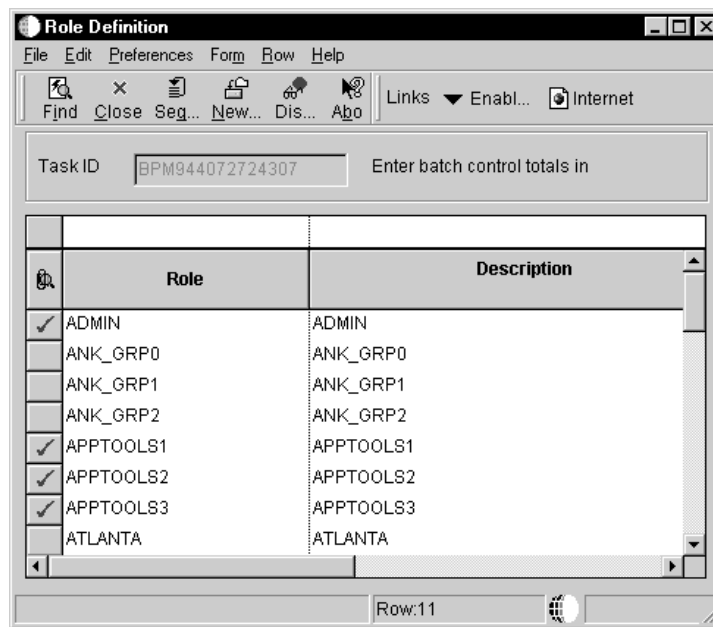 Role Definition
File Edit Preferences Form Row Help
Find Close Seq... New... Dis... Abo Links Enabl... Internet
Task ID BPM944072724307 Enter batch control totals in
Role Description
ADMIN ADMIN
ANK_GRP0 ANK_GRP0
ANK_GRP1 ANK_GRP1
ANK_GRP2 ANK_GRP2
APPTOOLS1 APPTOOLS1
APPTOOLS2 APPTOOLS2
APPTOOLS3 APPTOOLS3
ATLANTA ATLANTA
Row:11